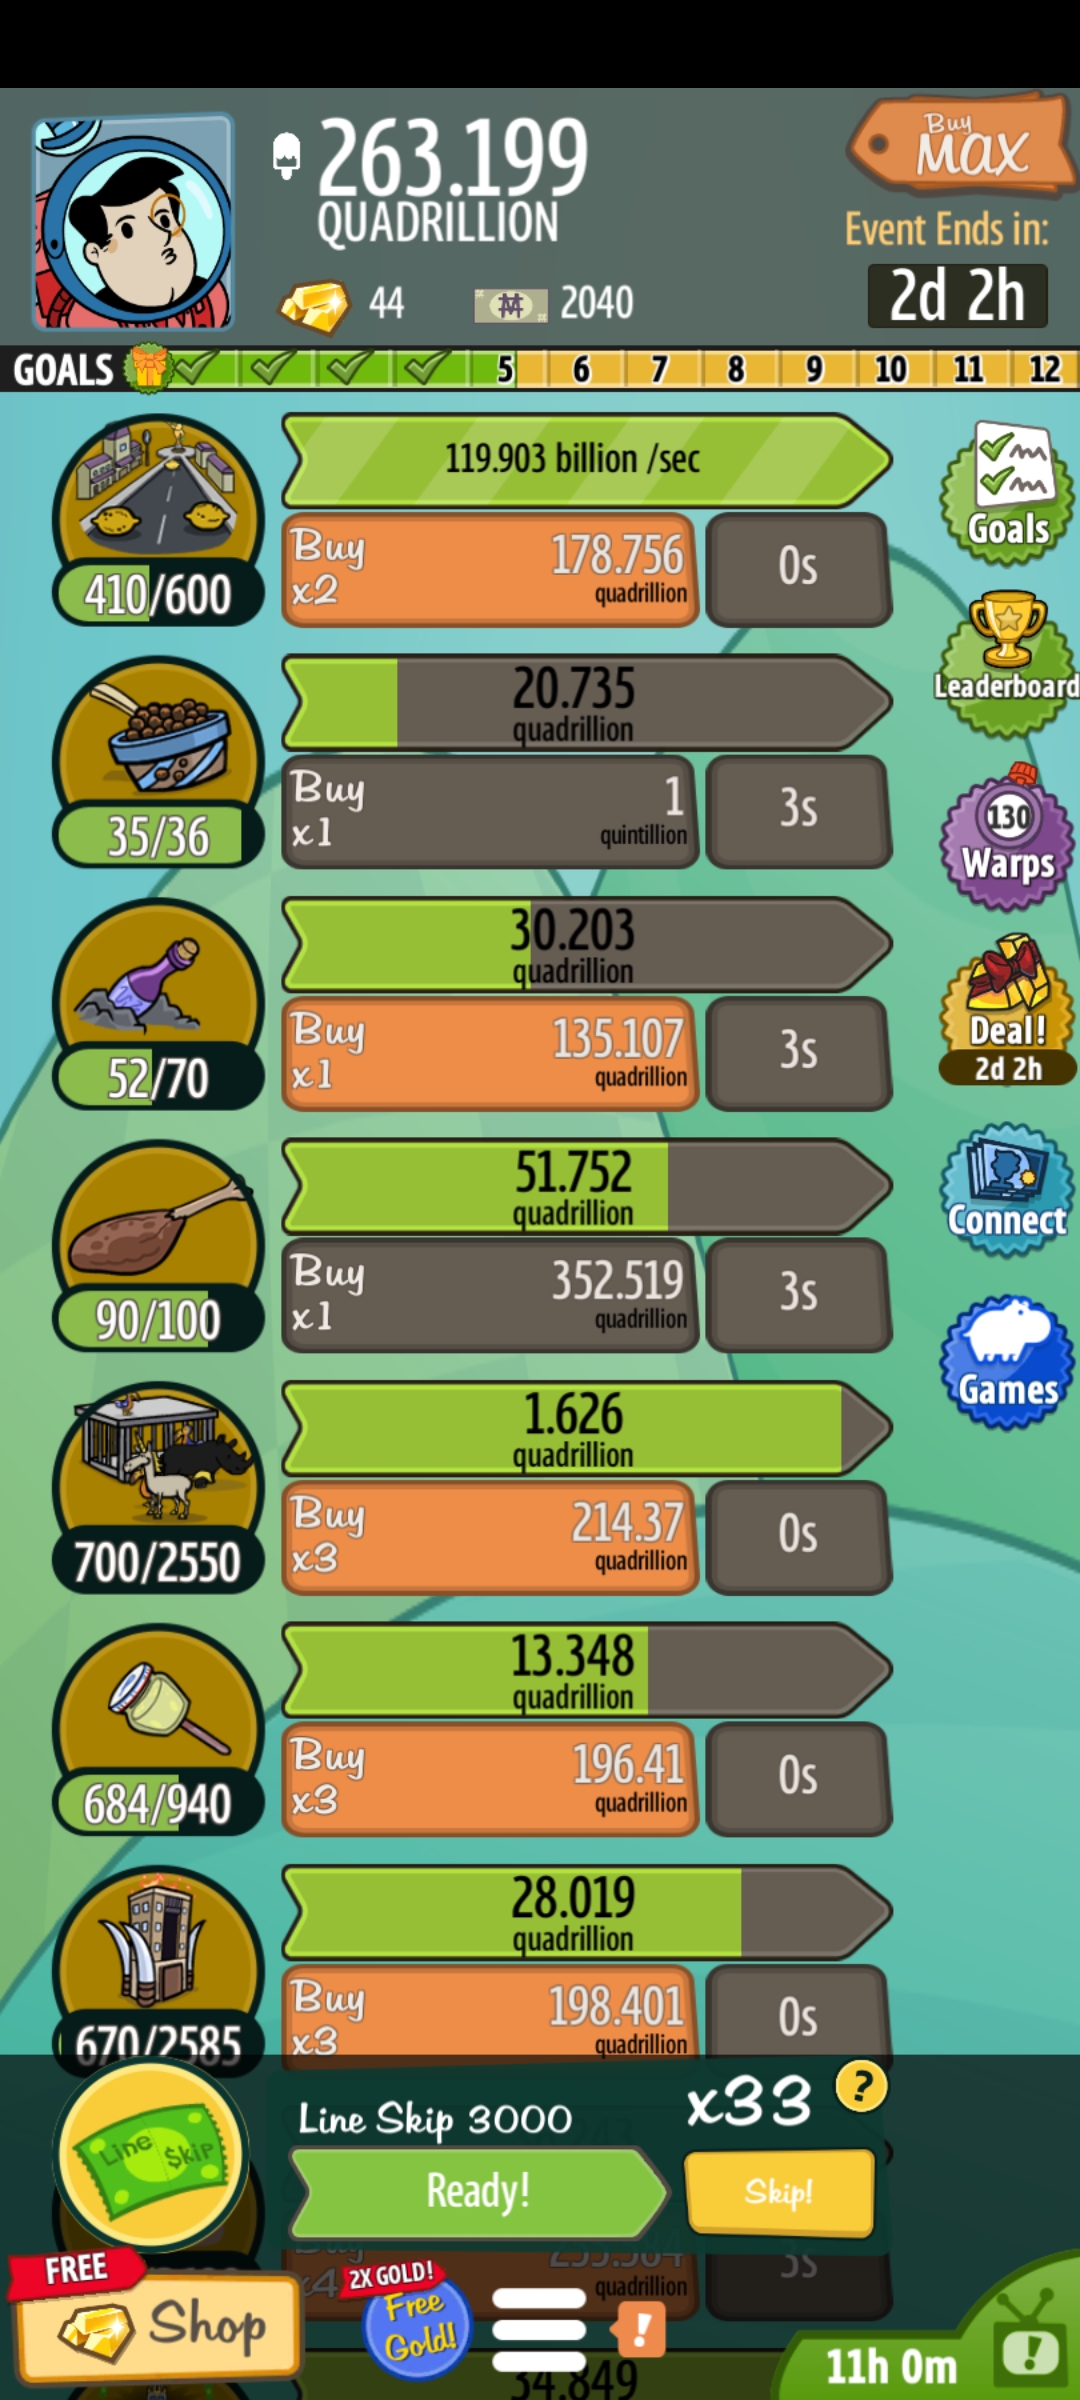 263.199
QUADRILLION
Buy
MAX
Event Ends in:
2d 2h
44
2040
GOALS
5 6 7 8 9 10 11 12
119.903 billion /sec
Buy
x2
178.756
quadrillion
0s
410/600
Goals
Leaderboard
20.735
quadrillion
Buy
x1
1
quintillion
3s
35/36
130
Warps
30.203
quadrillion
Buy
x1
135.107
quadrillion
3s
52/70
Deal!
2d 2h
51.752
quadrillion
Buy
x1
352.519
quadrillion
3s
90/100
Connect
Games
1.626
quadrillion
Buy
x3
214.37
quadrillion
0s
700/2550
13.348
quadrillion
Buy
x3
196.41
quadrillion
0s
684/940
28.019
quadrillion
Buy
x3
198.401
quadrillion
0s
670/2585
Line Skip
Line Skip 3000
x33
?
Ready!
Skip!
Buy
x4
quadrillion
3s
FREE
Shop
2X GOLD!
Free
Gold!
!
34.849
11h 0m
!